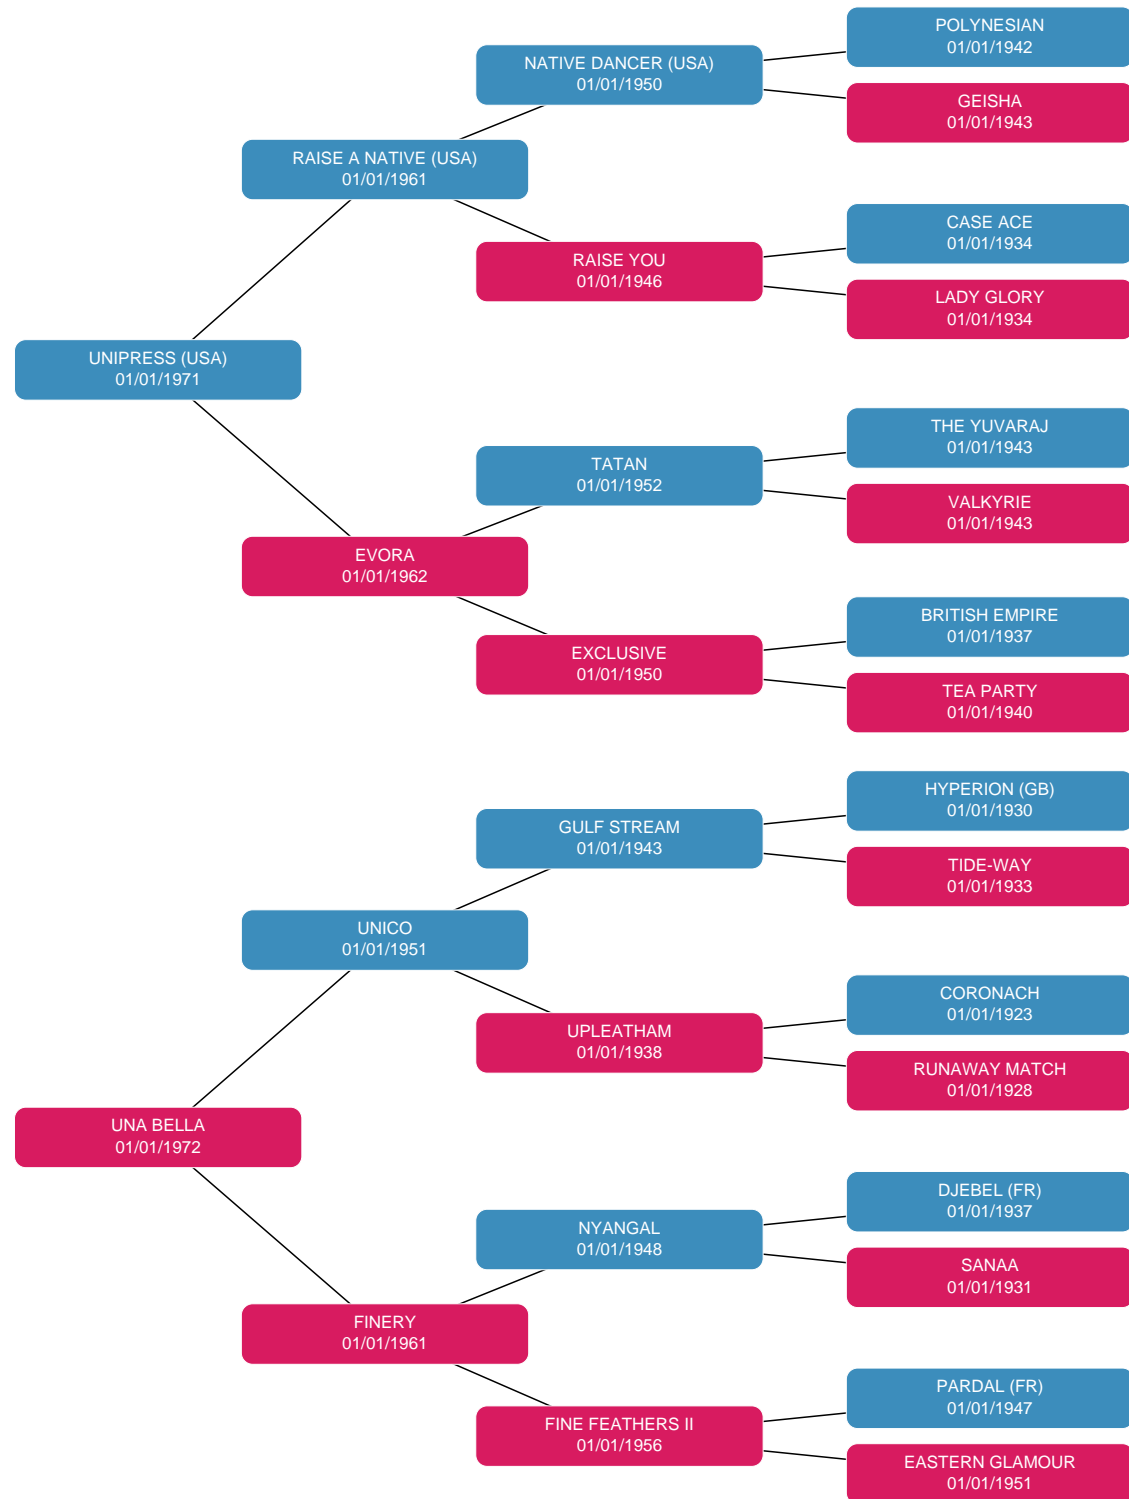 POLYNESIAN
01/01/1942
NATIVE DANCER (USA)
01/01/1950
GEISHA
01/01/1943
RAISE A NATIVE (USA)
01/01/1961
CASE ACE
01/01/1934
RAISE YOU
01/01/1946
LADY GLORY
01/01/1934
UNIPRESS (USA)
01/01/1971
THE YUVARAJ
01/01/1943
TATAN
01/01/1952
VALKYRIE
01/01/1943
EVORA
01/01/1962
BRITISH EMPIRE
01/01/1937
EXCLUSIVE
01/01/1950
TEA PARTY
01/01/1940
HYPERION (GB)
01/01/1930
GULF STREAM
01/01/1943
TIDE-WAY
01/01/1933
UNICO
01/01/1951
CORONACH
01/01/1923
UPLEATHAM
01/01/1938
RUNAWAY MATCH
01/01/1928
UNA BELLA
01/01/1972
DJEBEL (FR)
01/01/1937
NYANGAL
01/01/1948
SANAA
01/01/1931
FINERY
01/01/1961
PARDAL (FR)
01/01/1947
FINE FEATHERS II
01/01/1956
EASTERN GLAMOUR
01/01/1951